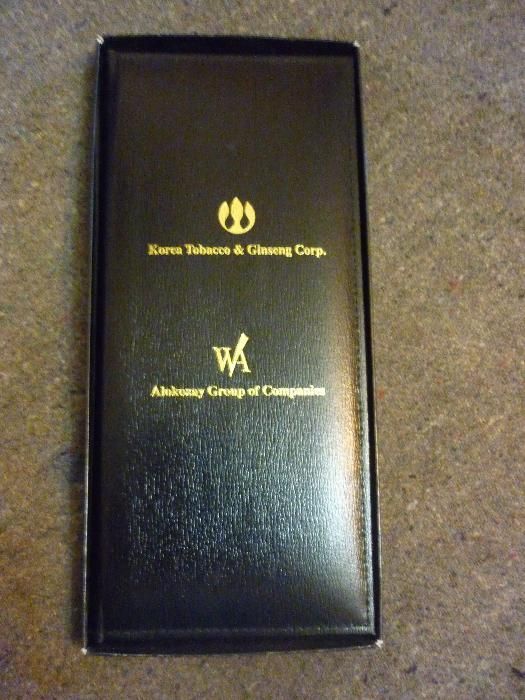 Korea Tobacco & Ginseng Corp.
WA
Alokozay Group of Companies